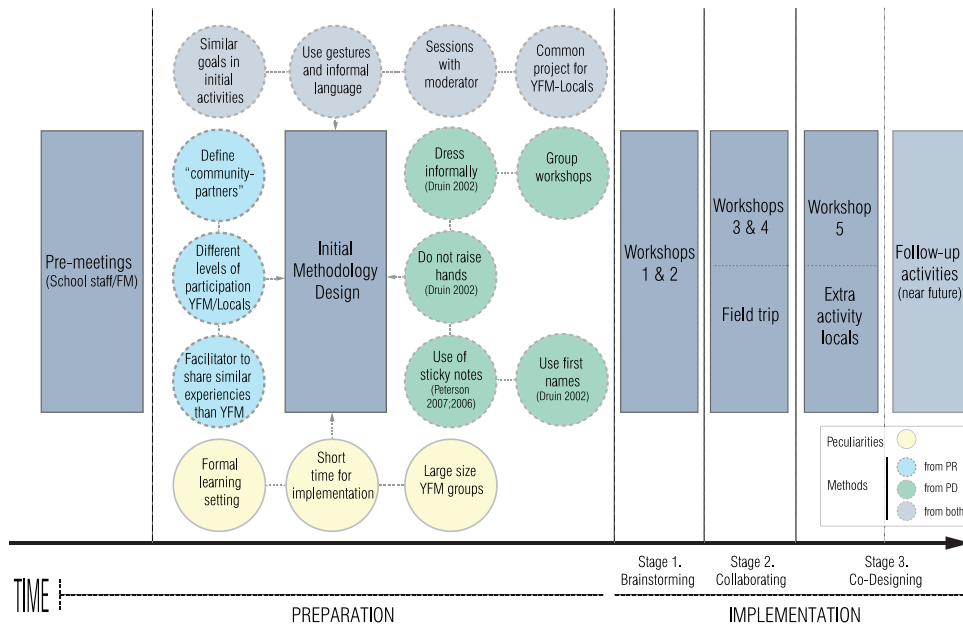 Similar
goals in
initial
activities
Use gestures
and informal
language
Sessions
with
moderator
Common
project for
YFM-Locals
Pre-meetings
(School staff/FM)
Define
“community-
partners”
Different
levels of
participation
YFM/Locals
Facilitator to
share similar
experiencies
than YFM
Initial
Methodology
Design
Dress
informally
(Druin 2002)
Group
workshops
Do not raise
hands
(Druin 2002)
Use of
sticky notes
(Peterson
2007;2006)
Use first
names
(Druin 2002)
Formal
learning
setting
Short
time for
implementation
Large size
YFM groups
Workshops
1 & 2
Workshops
3 & 4
Field trip
Workshop
5
Extra
activity
locals
Follow-up
activities
(near future)
Peculiarities
Methods
from PR
from PD
from both
Stage 1.
Brainstorming
Stage 2.
Collaborating
Stage 3.
Co-Designing
TIME
PREPARATION
IMPLEMENTATION